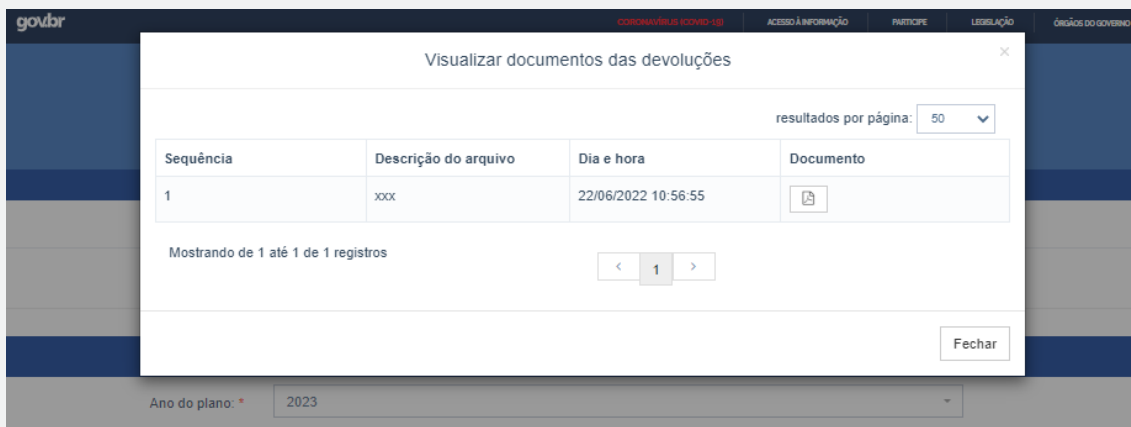 gov.br
CORONAVÍRUS (COVID-19) ACESSO À INFORMAÇÃO PARTICIPE LEGISLAÇÃO ÓRGÃOS DO GOVERNO
Visualizar documentos das devoluções ×
resultados por página: 50
Sequência Descrição do arquivo Dia e hora Documento
1 xxx 22/06/2022 10:56:55
Mostrando de 1 até 1 de 1 registros
< 1 >
Fechar
Ano do plano: * 2023